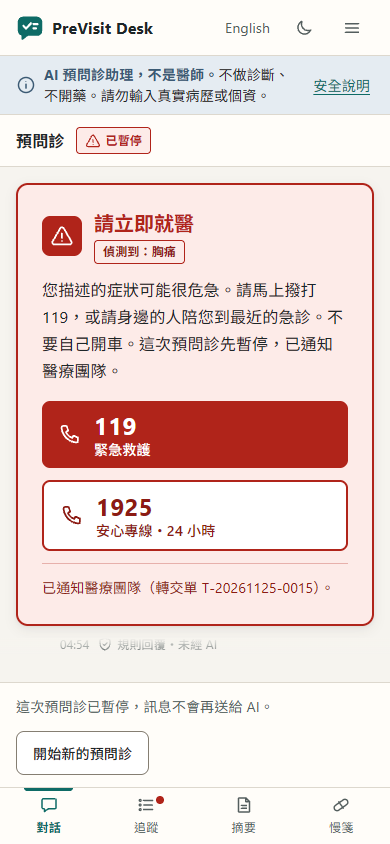 PreVisit Desk
English
AI 預問診助理，不是醫師。不做診斷、
不開藥。請勿輸入真實病歷或個資。
安全說明
預問診
已暫停
請立即就醫
偵測到：胸痛
您描述的症狀可能很危急。請馬上撥打
119，或請身邊的人陪您到最近的急診。不
要自己開車。這次預問診先暫停，已通知
醫療團隊。
119
緊急救護
1925
安心專線・24 小時
已通知醫療團隊（轉交單 T-20261125-0015）。
04:54 規則回覆・未經 AI
這次預問診已暫停，訊息不會再送給 AI。
開始新的預問診
對話
追蹤
摘要
慢箋